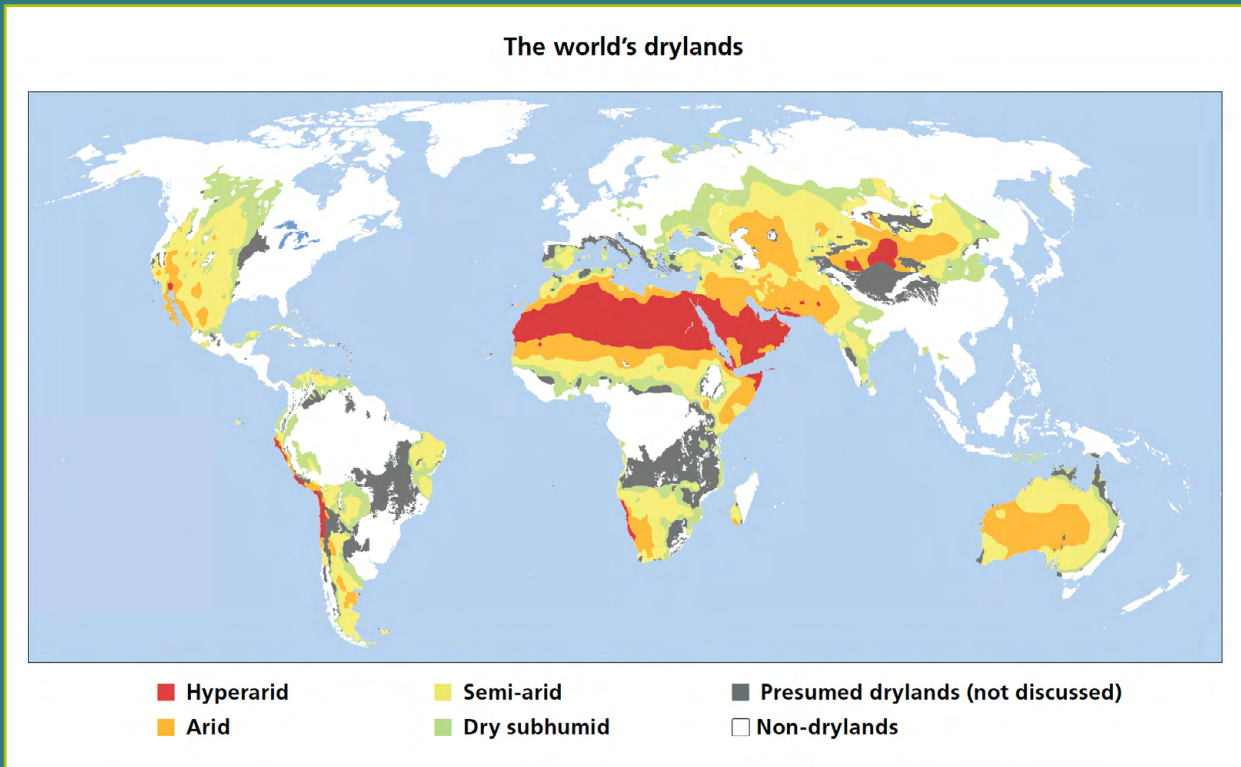 The world's drylands
Hyperarid
Semi-arid
Presumed drylands (not discussed)
Arid
Dry subhumid
Non-drylands